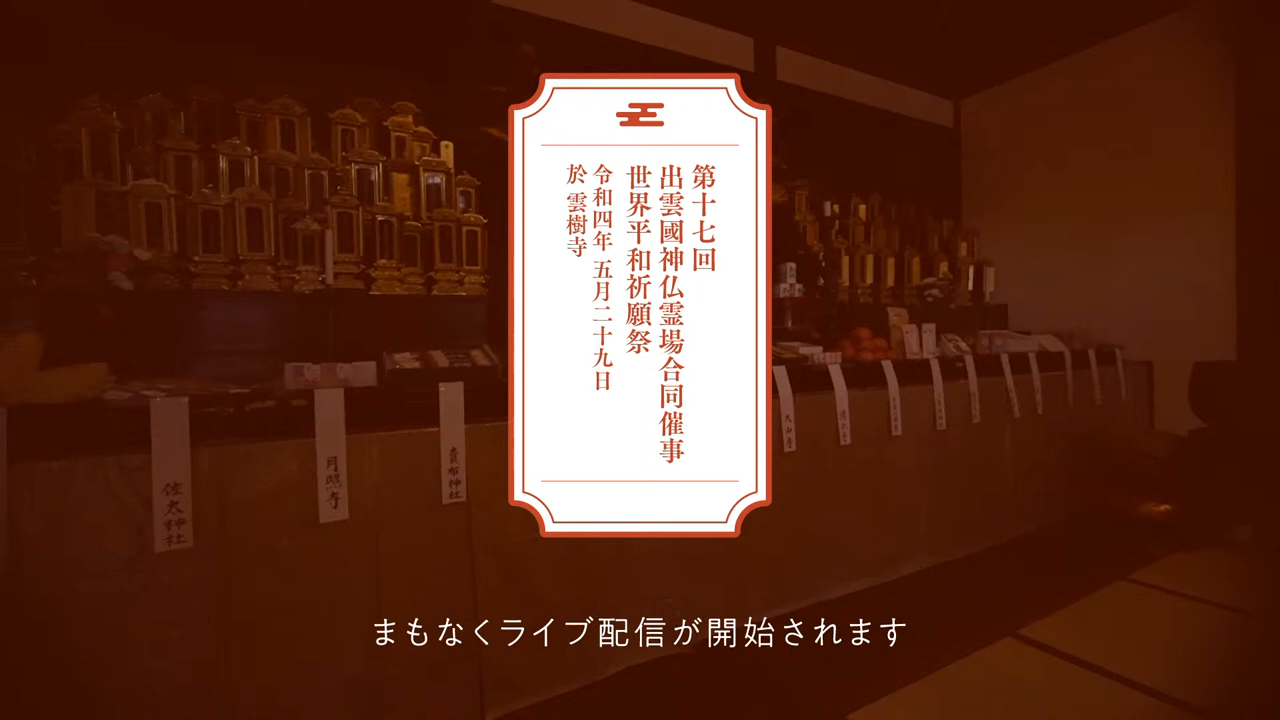 第十七回
出雲國神仏霊場合同催事
世界平和祈願祭
令和四年 五月二十九日
於 雲樹寺
佐太神社
月照寺
賣布神社
大山寺
まもなくライブ配信が開始されます